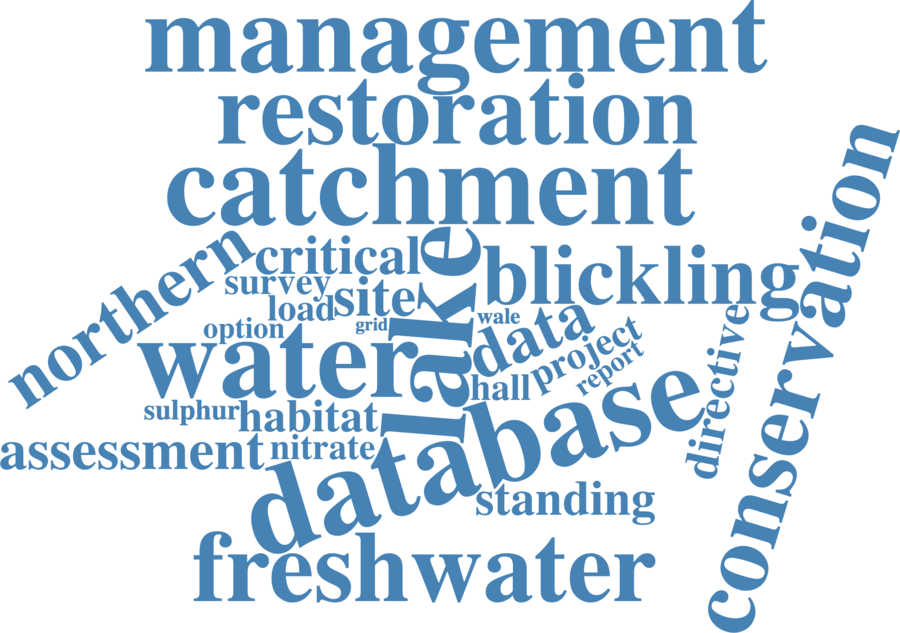 management
restoration
catchment
conservation
northern
critical
lake
blickling
survey
site
load
grid
wale
data
option
project
directive
water
report
hall
database
sulphur
habitat
assessment
nitrate
standing
freshwater